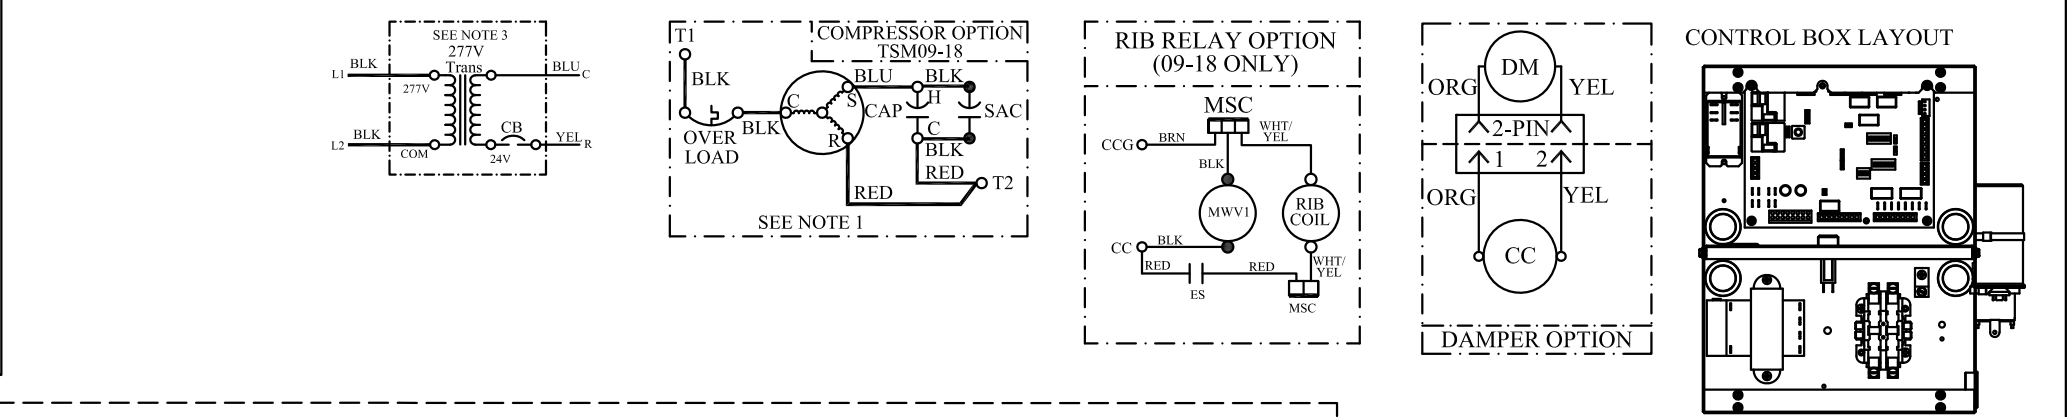 SEE NOTE 3
277V
Trans
L1
BLK
277V
BLU
C
L2
BLK
COM
24V
CB
YEL
R
COMPRESSOR OPTION
TSM09-18
T1
BLK
OVER
LOAD
BLK
C
S
R
BLU
BLK
CAP
H
SAC
C
BLK
RED
T2
RED
SEE NOTE 1
RIB RELAY OPTION
(09-18 ONLY)
MSC
CCG
BRN
WHT/
YEL
BLK
MWV1
RIB
COIL
CC
BLK
RED
ES
RED
WHT/
YEL
MSC
DM
ORG
YEL
2-PIN
1
2
ORG
YEL
CC
DAMPER OPTION
CONTROL BOX LAYOUT